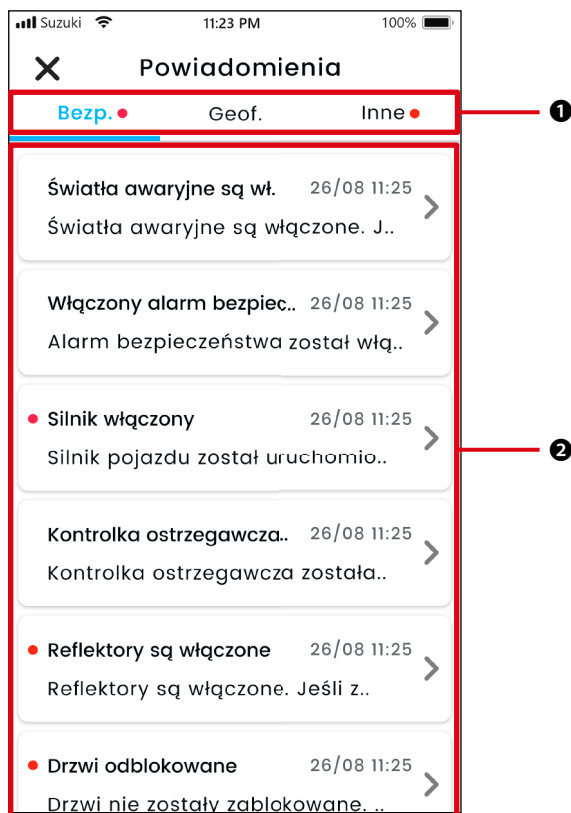 Suzuki 11:23 PM 100%
Powiadomienia
Bezp. Geof. Inne
❶
Światła awaryjne są wł. 26/08 11:25
Światła awaryjne są włączone. J..
Włączony alarm bezpiec.. 26/08 11:25
Alarm bezpieczeństwa został włą..
Silnik włączony 26/08 11:25
Silnik pojazdu został uruchomio..
❷
Kontrolka ostrzegawcza.. 26/08 11:25
Kontrolka ostrzegawcza została..
Reflektory są włączone 26/08 11:25
Reflektory są włączone. Jeśli z..
Drzwi odblokowane 26/08 11:25
Drzwi nie zostały zablokowane. ..